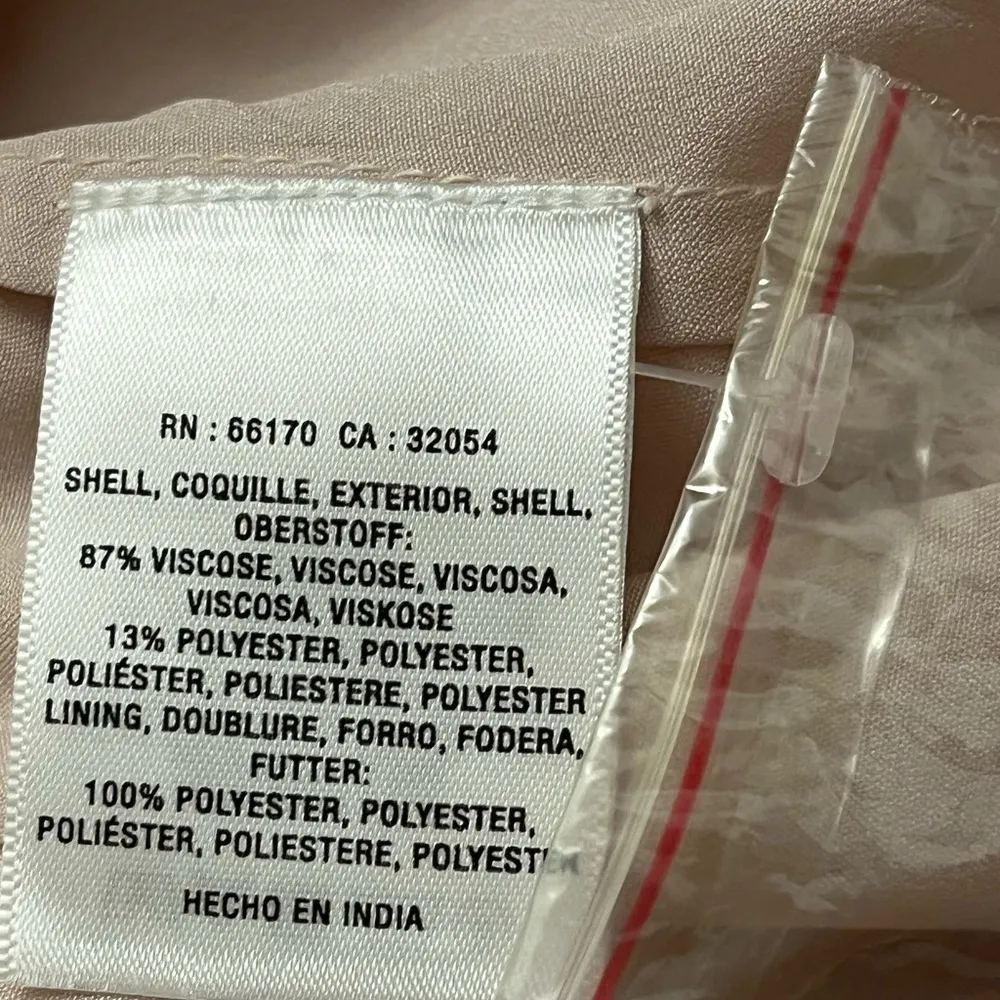 RN : 66170 CA : 32054
SHELL, COQUILLE, EXTERIOR, SHELL,
OBERSTOFF:
87% VISCOSE, VISCOSE, VISCOSA,
VISCOSA, VISKOSE
13% POLYESTER, POLYESTER,
POLIÉSTER, POLIESTERE, POLYESTER
LINING, DOUBLURE, FORRO, FODERA,
FUTTER:
100% POLYESTER, POLYESTER,
POLIÉSTER, POLIESTERE, POLYESTER
HECHO EN INDIA